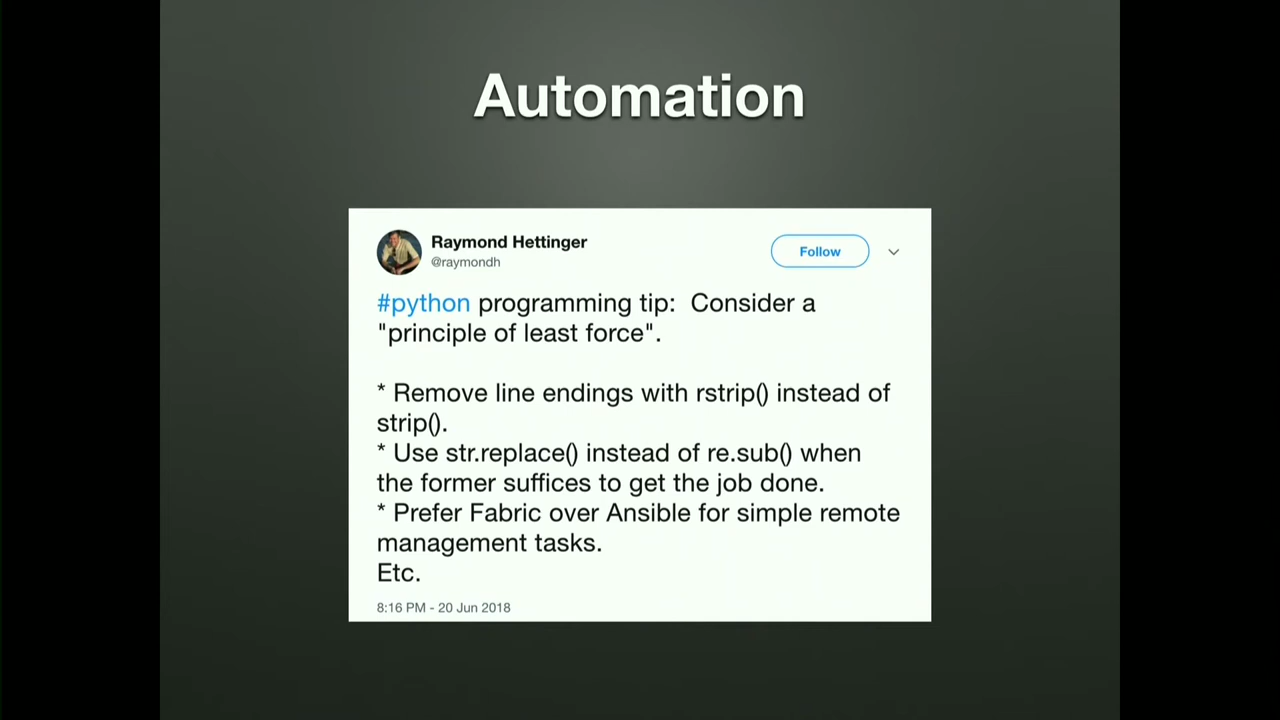 Automation
Raymond Hettinger
@raymondh
Follow
#python programming tip:  Consider a
"principle of least force".
* Remove line endings with rstrip() instead of
strip().
* Use str.replace() instead of re.sub() when
the former suffices to get the job done.
* Prefer Fabric over Ansible for simple remote
management tasks.
Etc.
8:16 PM - 20 Jun 2018